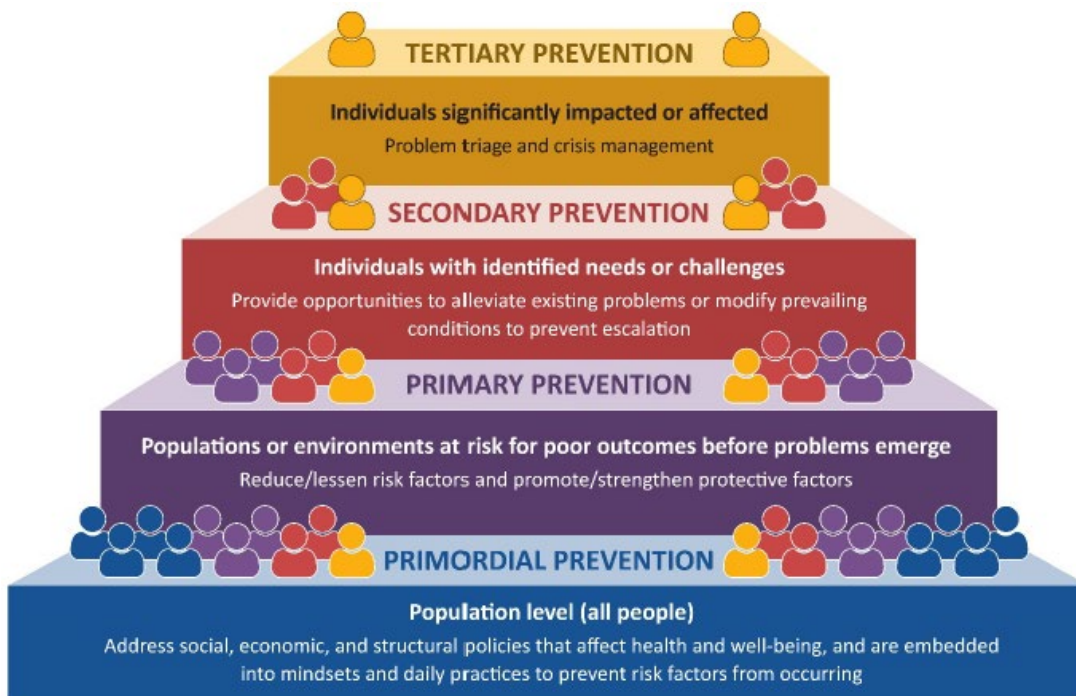 TERTIARY PREVENTION
Individuals significantly impacted or affected
Problem triage and crisis management
SECONDARY PREVENTION
Individuals with identified needs or challenges
Provide opportunities to alleviate existing problems or modify prevailing
conditions to prevent escalation
PRIMARY PREVENTION
Populations or environments at risk for poor outcomes before problems emerge
Reduce/lessen risk factors and promote/strengthen protective factors
PRIMORDIAL PREVENTION
Population level (all people)
Address social, economic, and structural policies that affect health and well-being, and are embedded
into mindsets and daily practices to prevent risk factors from occurring